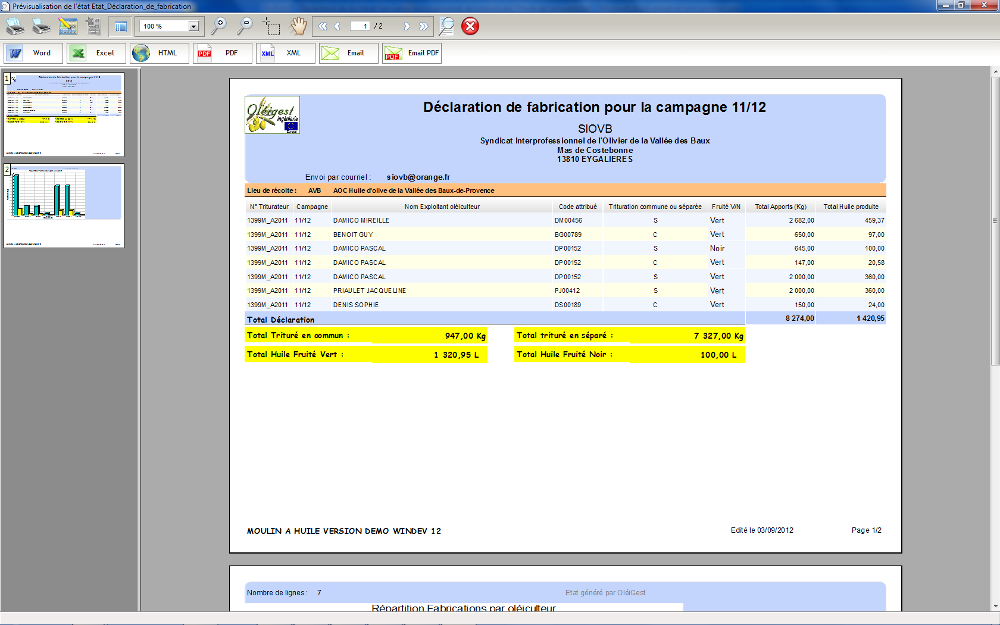 Prévisualisation de l'état Etat_Déclaration_de_fabrication
100 % 1 / 2
Word Excel HTML PDF XML Email Email PDF
1
2
Oléigest
ingénierie
Europe
Déclaration de fabrication pour la campagne 11/12
SIOVB
Syndicat Interprofessionnel de l'Olivier de la Vallée des Baux
Mas de Costebonne
13810 EYGALIERES
Envoi par courriel : siovb@orange.fr
Lieu de récolte : AVB AOC Huile d'olive de la Vallée des Baux-de-Provence
N° Triturateur Campagne Nom Exploitant oléiculteur Code attribué Trituration commune ou séparée Fruité V/N Total Apports (Kg) Total Huile produite
1399M_A2011 11/12 DAMICO MIREILLE DM00456 S Vert 2 682,00 459,37
1399M_A2011 11/12 BENOIT GUY BG00789 C Vert 650,00 97,00
1399M_A2011 11/12 DAMICO PASCAL DP00152 S Noir 645,00 100,00
1399M_A2011 11/12 DAMICO PASCAL DP00152 C Vert 147,00 20,58
1399M_A2011 11/12 DAMICO PASCAL DP00152 S Vert 2 000,00 360,00
1399M_A2011 11/12 PRIAULET JACQUELINE PJ00412 S Vert 2 000,00 360,00
1399M_A2011 11/12 DENIS SOPHIE DS00189 C Vert 150,00 24,00
Total Déclaration 8 274,00 1 420,95
Total Trituré en commun : 947,00 Kg Total trituré en séparé : 7 327,00 Kg
Total Huile Fruité Vert : 1 320,95 L Total Huile Fruité Noir : 100,00 L
MOULIN A HUILE VERSION DEMO WINDEV 12 Edité le 03/09/2012 Page 1/2
Nombre de lignes : 7 Etat généré par OléiGest
Répartition Fabrications par oléiculteur